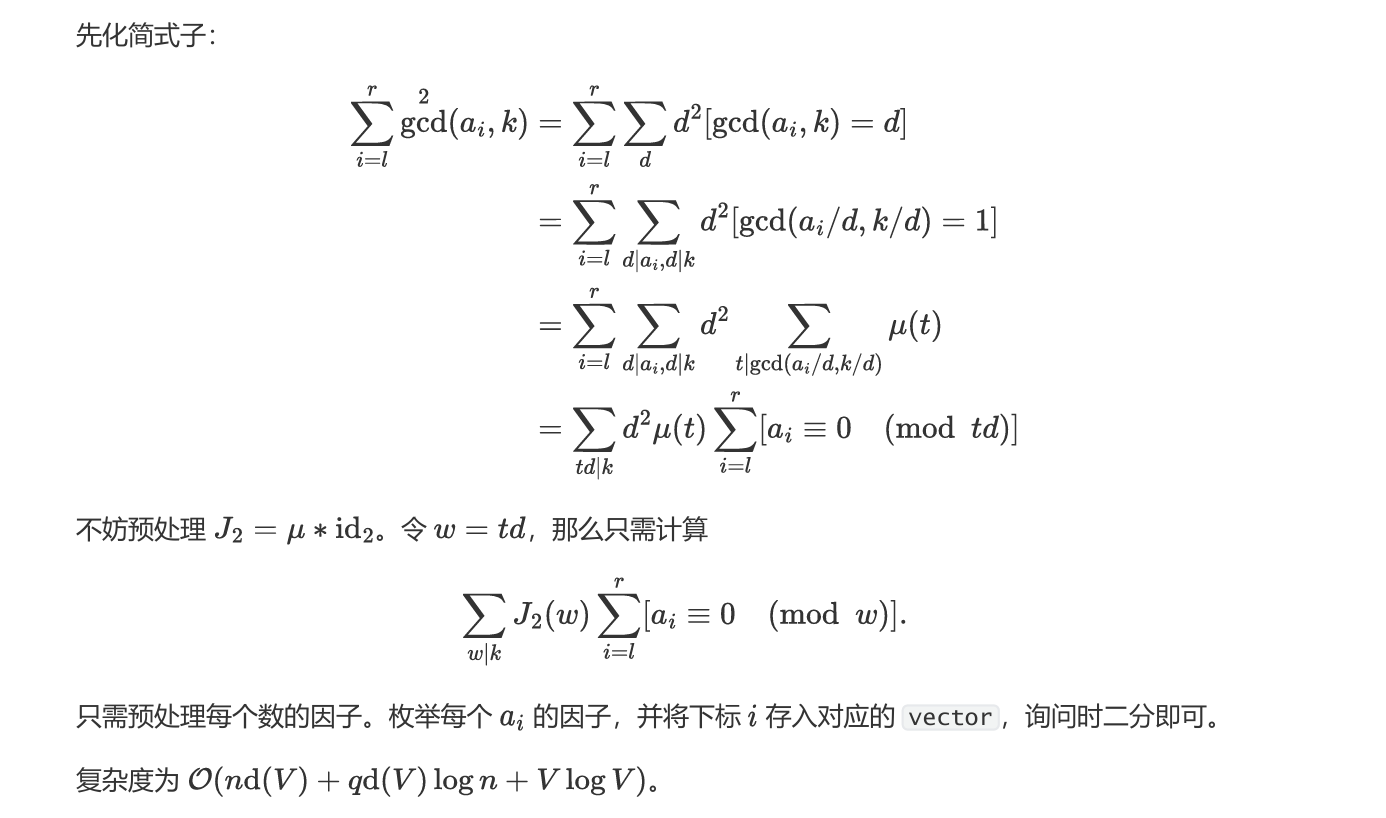 先化简式子：
$$\sum_{i=l}^{r} \gcd^{2}(a_i, k) = \sum_{i=l}^{r} \sum_{d} d^2 [\gcd(a_i, k) = d]$$
$$= \sum_{i=l}^{r} \sum_{d|a_i, d|k} d^2 [\gcd(a_i/d, k/d) = 1]$$
$$= \sum_{i=l}^{r} \sum_{d|a_i, d|k} d^2 \sum_{t|\gcd(a_i/d, k/d)} \mu(t)$$
$$= \sum_{td|k} d^2 \mu(t) \sum_{i=l}^{r} [a_i \equiv 0 \pmod{td}]$$
不妨预处理 $J_2 = \mu * \mathrm{id}_2$。令 $w = td$，那么只需计算
$$\sum_{w|k} J_2(w) \sum_{i=l}^{r} [a_i \equiv 0 \pmod{w}].$$
只需预处理每个数的因子。枚举每个 $a_i$ 的因子，并将下标 $i$ 存入对应的 vector，询问时二分即可。
复杂度为 $\mathcal{O}(n\mathrm{d}(V) + q\mathrm{d}(V) \log n + V \log V)$。